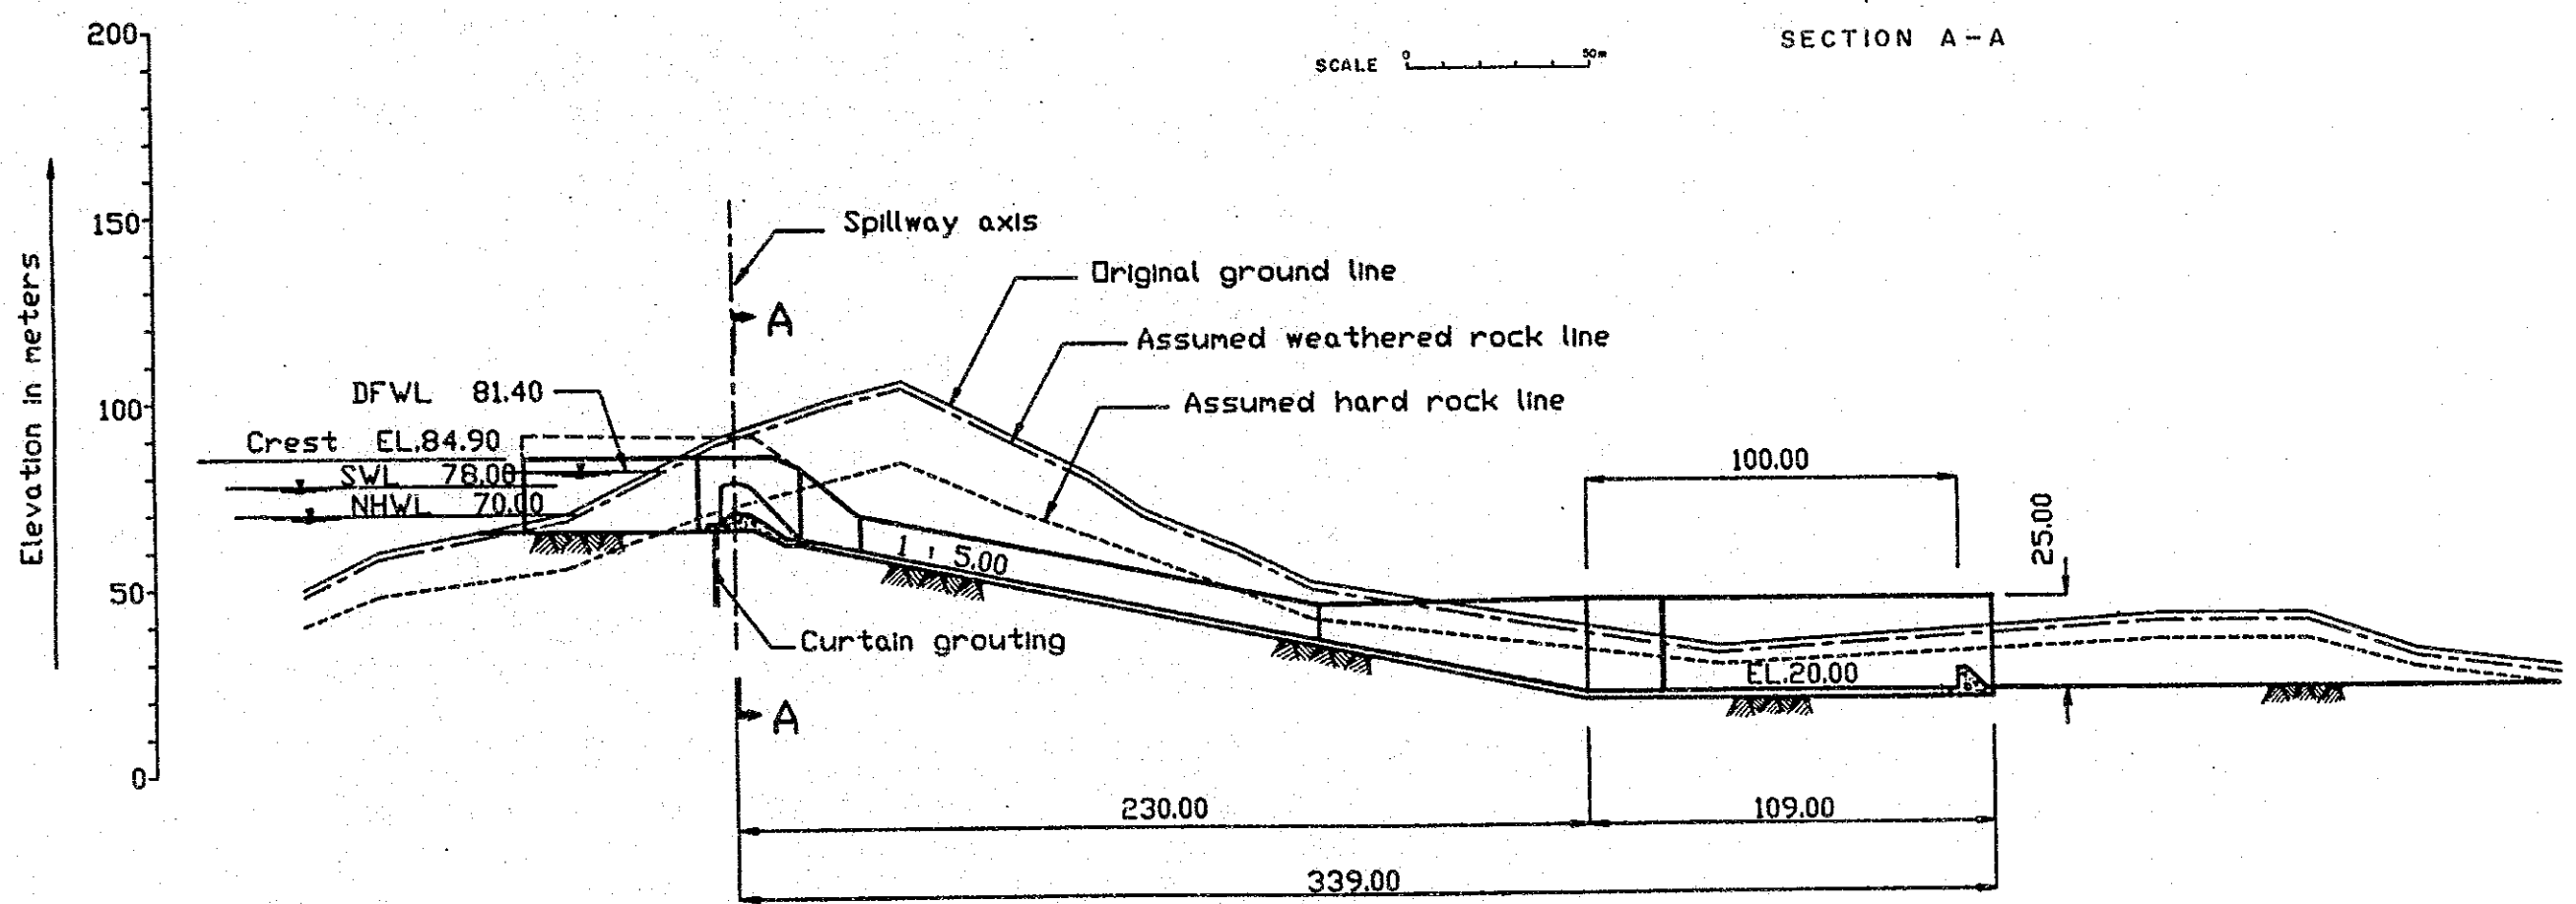 SECTION A-A
SCALE 0 50m
200
150
100
50
0
Elevation in meters
Spillway axis
A
Original ground line
Assumed weathered rock line
Assumed hard rock line
DFWL 81.40
Crest EL.84.90
SWL 78.00
NHWL 70.00
1 : 5.00
100.00
25.00
Curtain grouting
EL.20.00
A
230.00
109.00
339.00